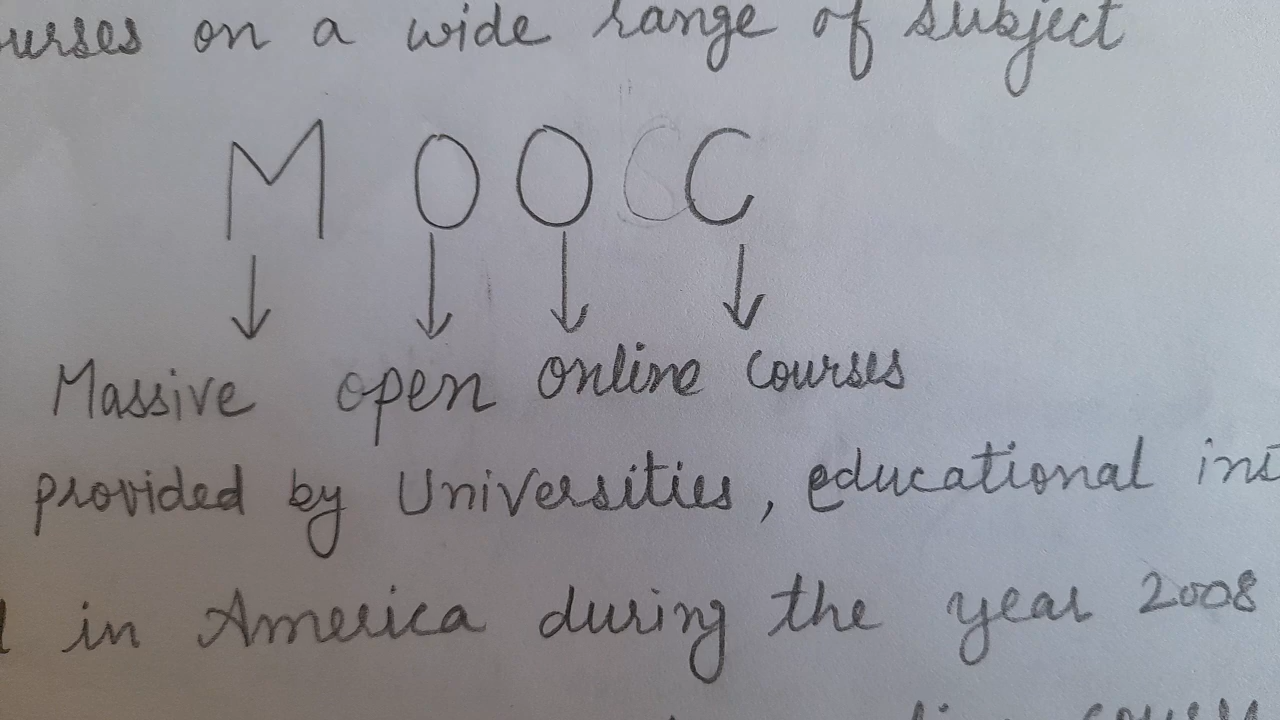 on a wide range of subject
M O O C
Massive open online courses
provided by Universities, educational
in America during the year 2008